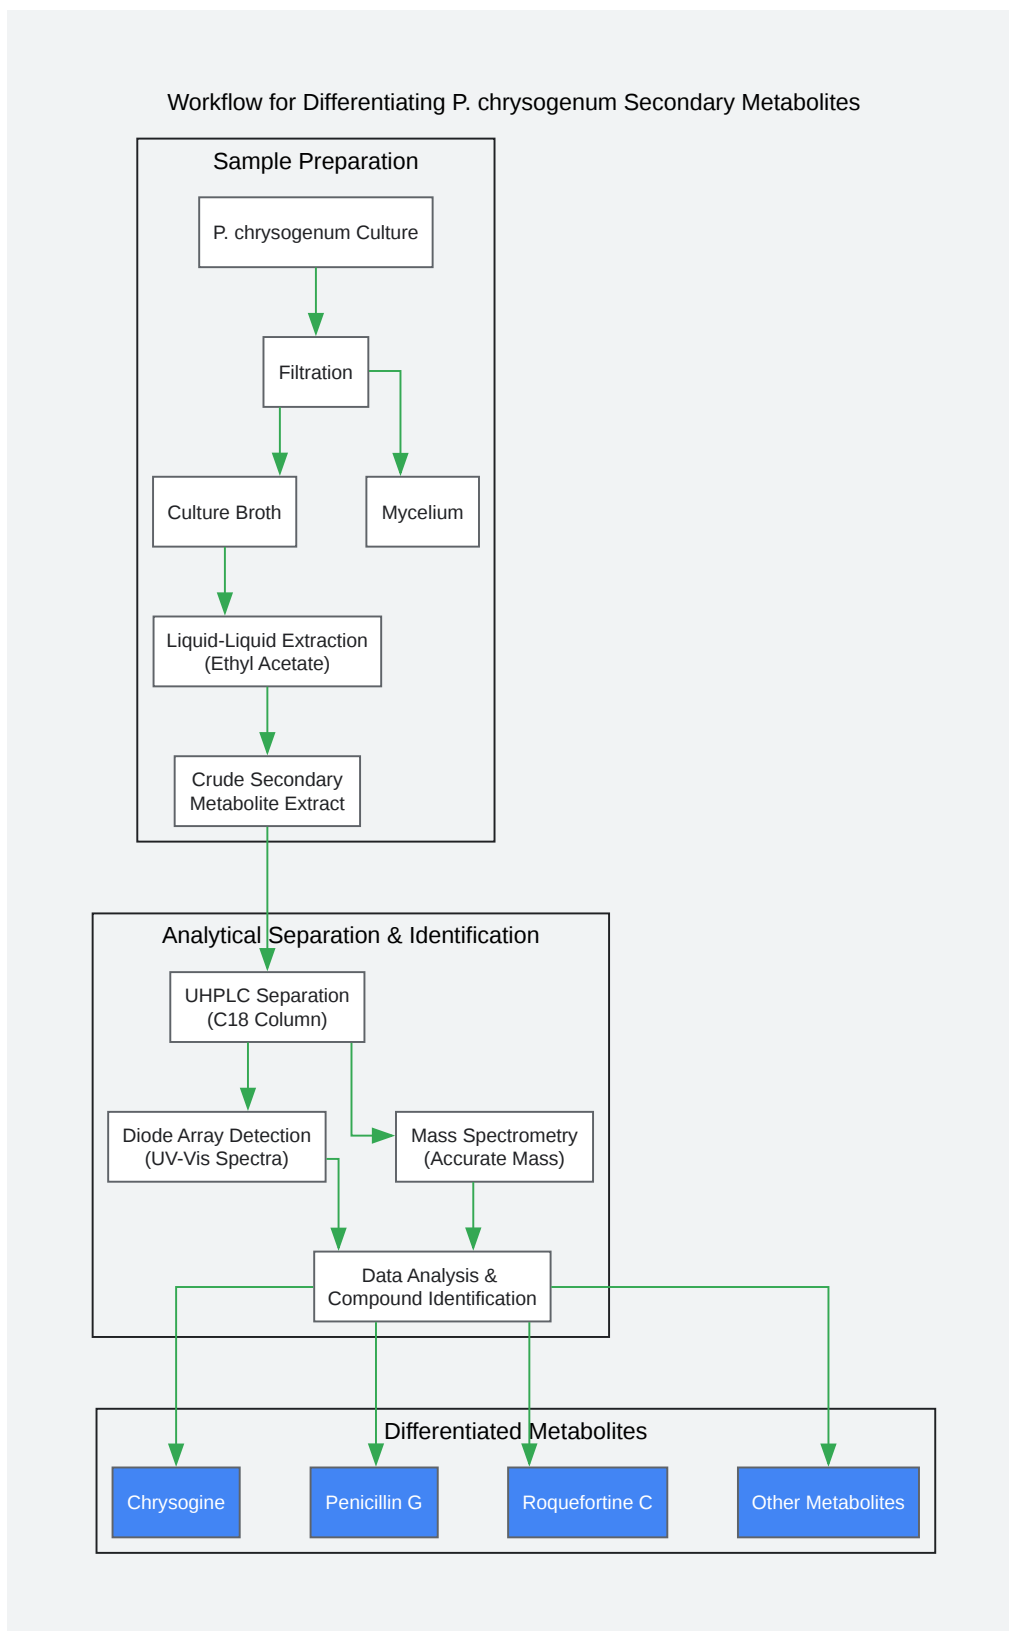 Workflow for Differentiating P. chrysogenum Secondary Metabolites
Sample Preparation
P. chrysogenum Culture
Filtration
Culture Broth
Mycelium
Liquid-Liquid Extraction
(Ethyl Acetate)
Crude Secondary
Metabolite Extract
Analytical Separation & Identification
UHPLC Separation
(C18 Column)
Diode Array Detection
(UV-Vis Spectra)
Mass Spectrometry
(Accurate Mass)
Data Analysis &
Compound Identification
Differentiated Metabolites
Chrysogine
Penicillin G
Roquefortine C
Other Metabolites